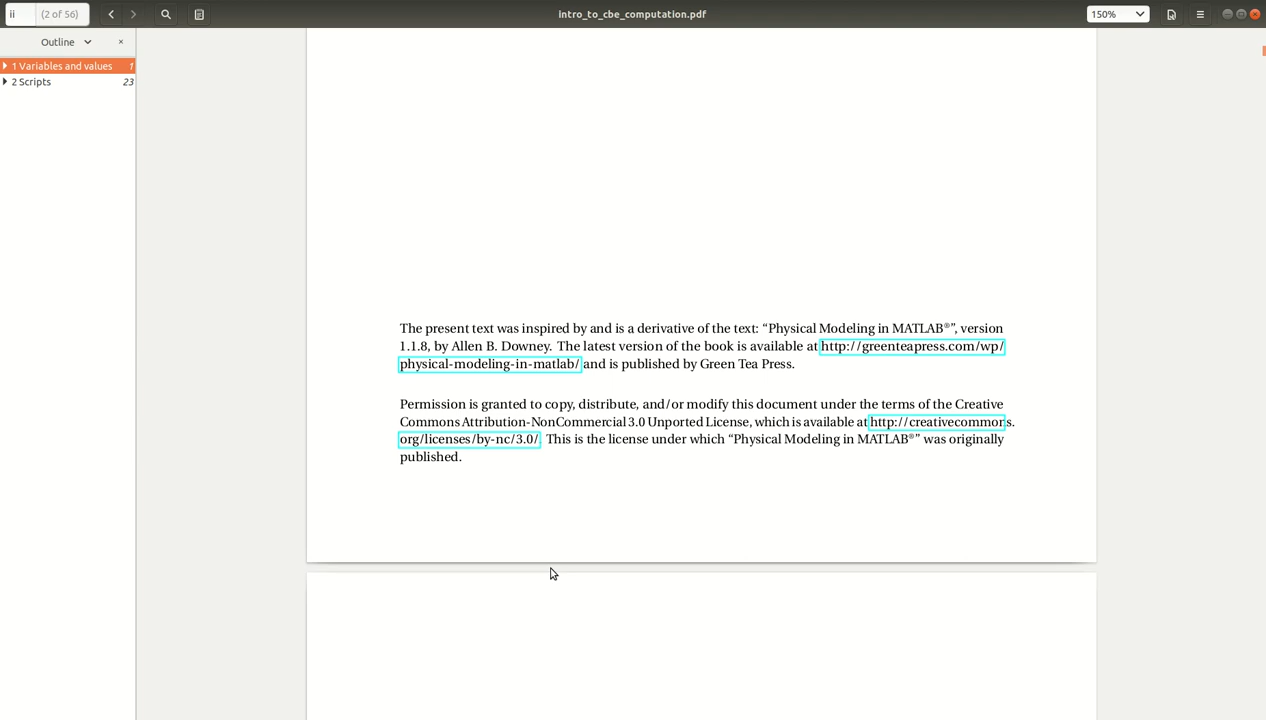 ii (2 of 56) intro_to_cbe_computation.pdf 150%
Outline
1 Variables and values 1
2 Scripts 23
The present text was inspired by and is a derivative of the text: “Physical Modeling in MATLAB®”, version
1.1.8, by Allen B. Downey. The latest version of the book is available at http://greenteapress.com/wp/
physical-modeling-in-matlab/ and is published by Green Tea Press.
Permission is granted to copy, distribute, and/or modify this document under the terms of the Creative
Commons Attribution-NonCommercial 3.0 Unported License, which is available at http://creativecommons.
org/licenses/by-nc/3.0/ This is the license under which “Physical Modeling in MATLAB®” was originally
published.